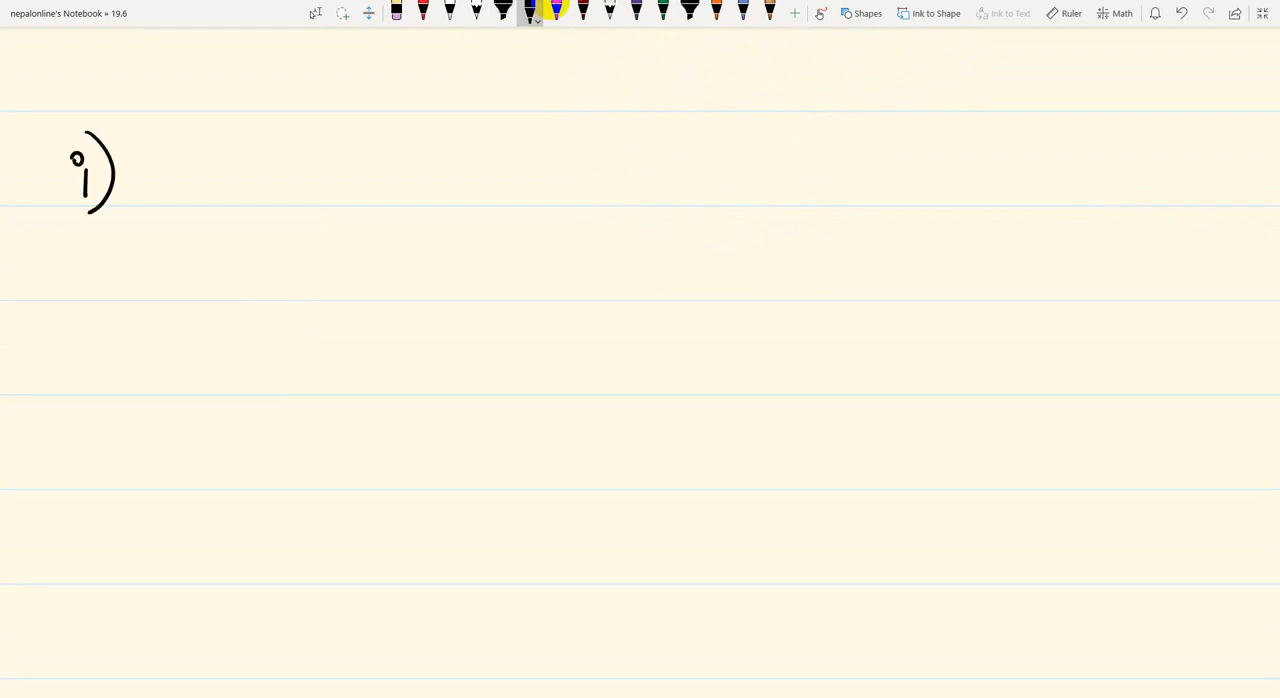 nepalonline's Notebook » 19.6
Shapes
Ink to Shape
Ink to Text
Ruler
Math
i)